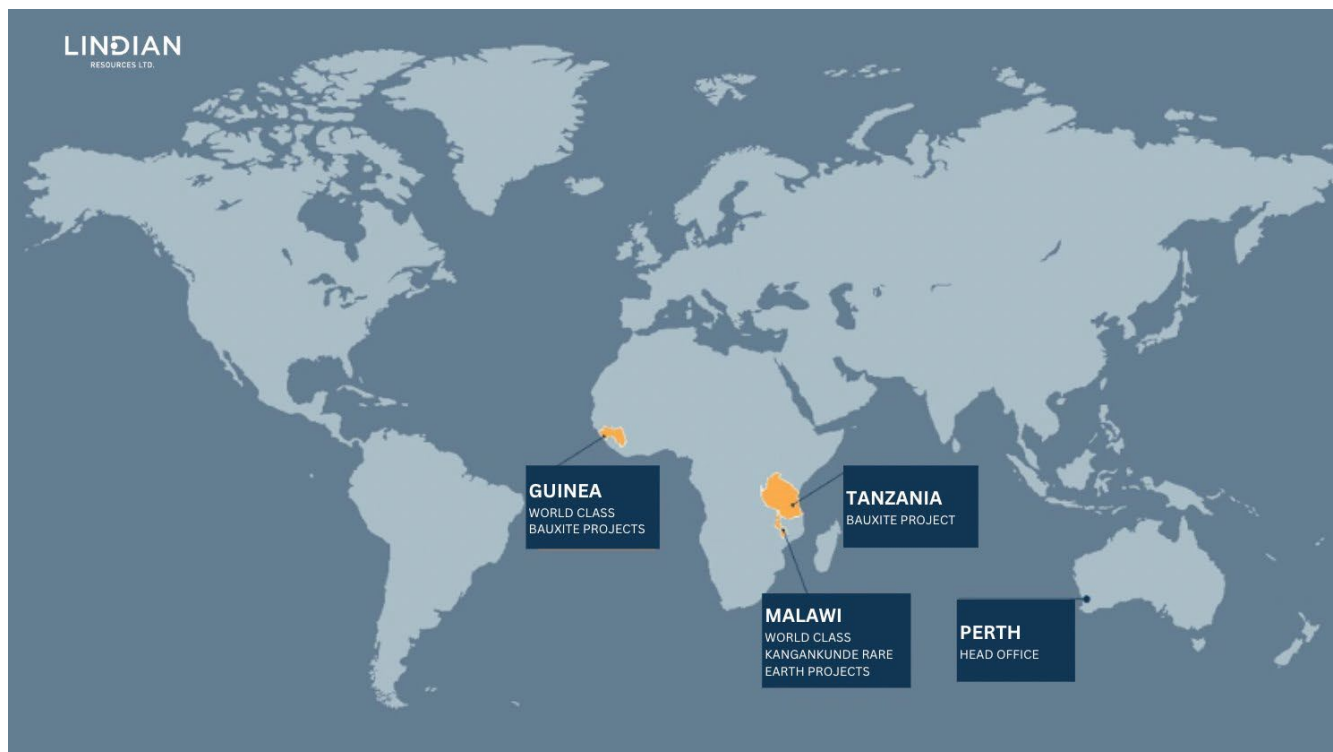 LINDIAN
RESOURCES LTD.
GUINEA
WORLD CLASS
BAUXITE PROJECTS
TANZANIA
BAUXITE PROJECT
MALAWI
WORLD CLASS
KANGANKUNDE RARE
EARTH PROJECTS
PERTH
HEAD OFFICE